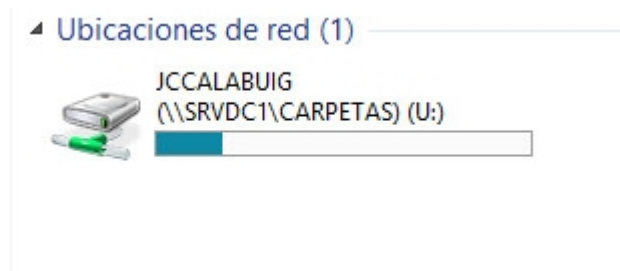 Ubicaciones de red (1)
JCCALABUIG
(\\SRVDC1\CARPETAS) (U:)